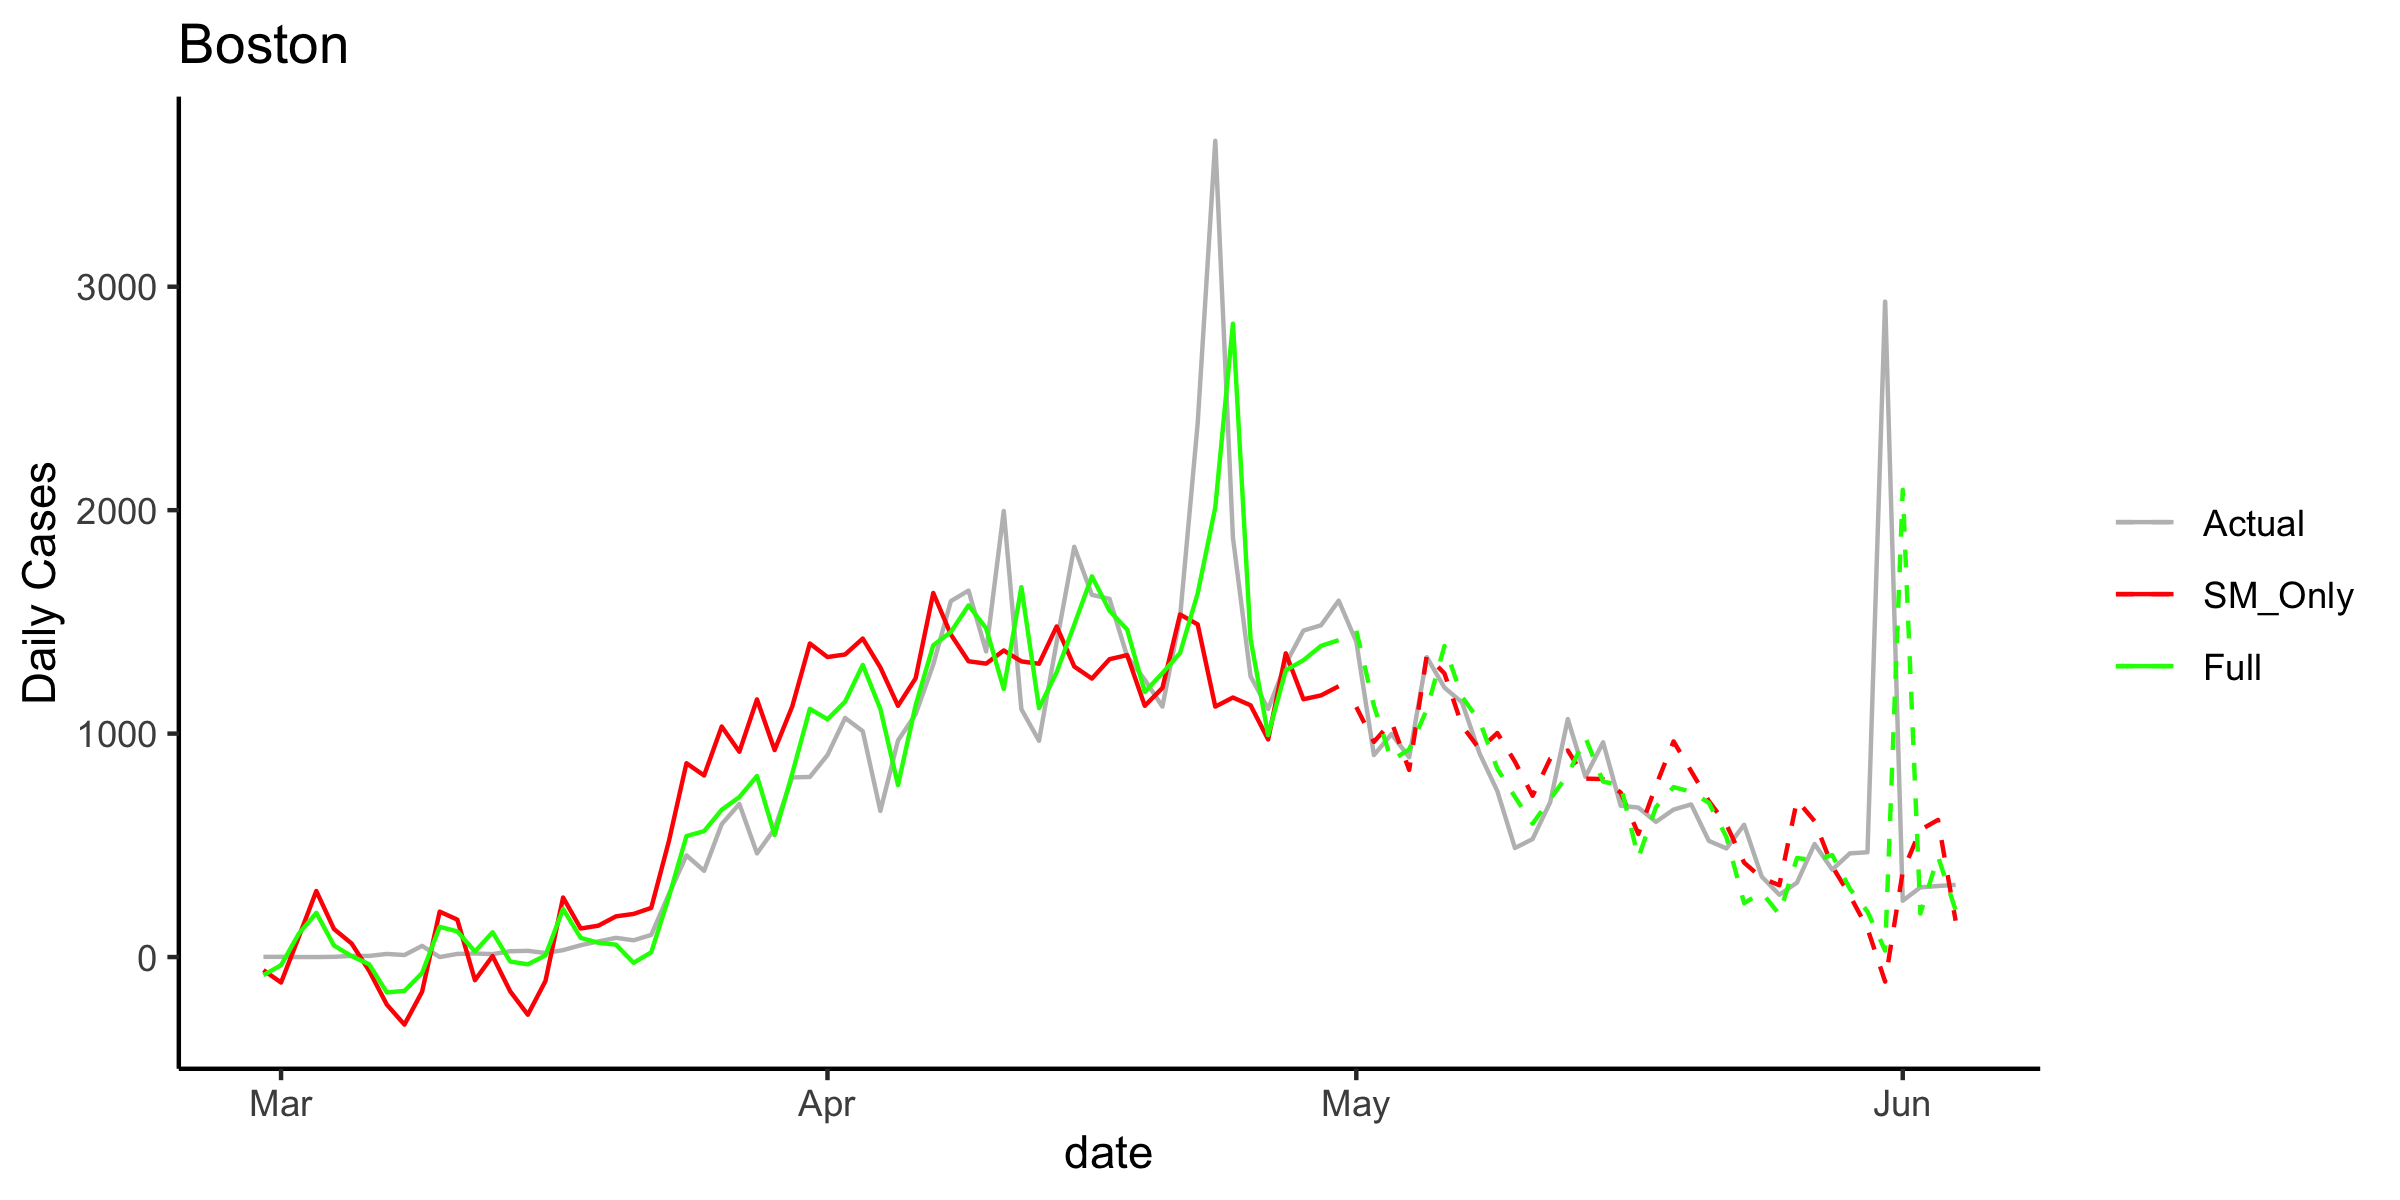 Boston
Daily Cases
3000
2000
1000
0
Mar
Apr
May
Jun
date
Actual
SM_Only
Full